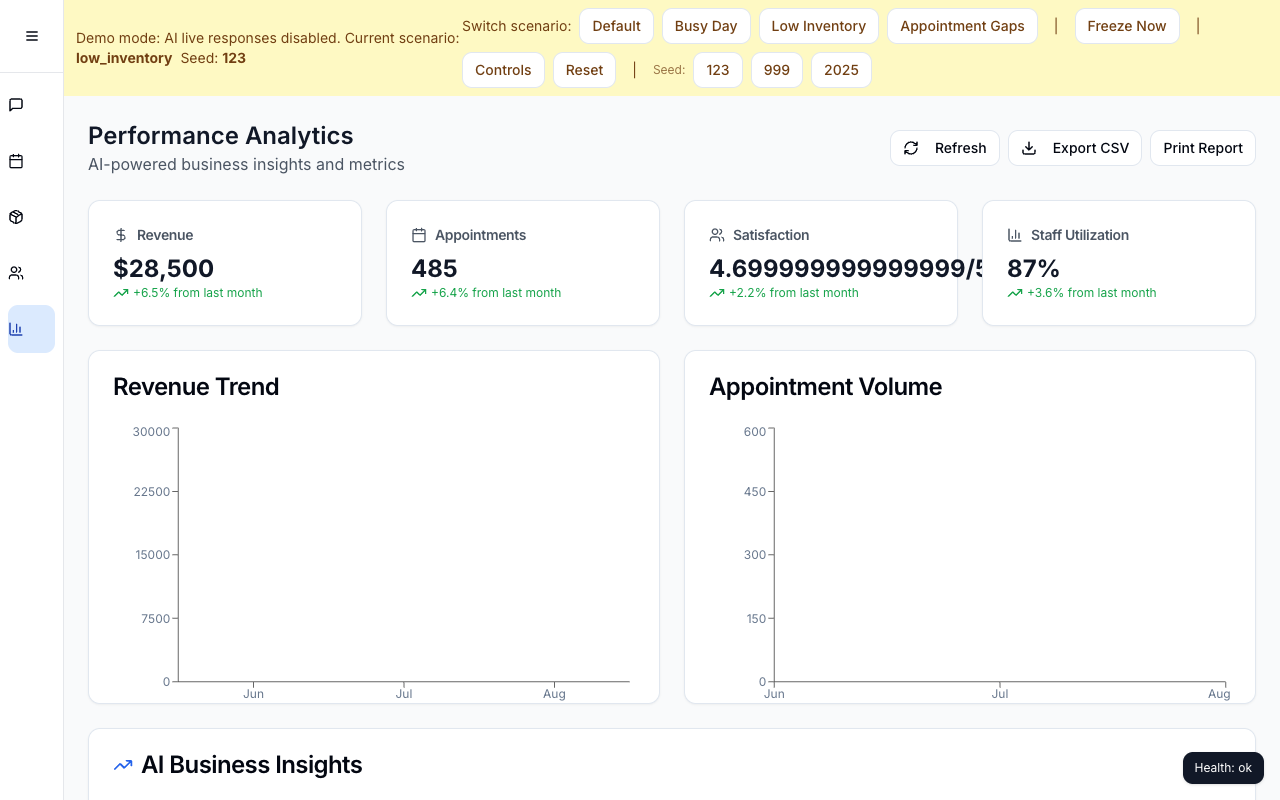 Demo mode: AI live responses disabled. Current scenario:
low_inventory Seed: 123
Switch scenario: Default Busy Day Low Inventory Appointment Gaps | Freeze Now |
Controls Reset | Seed: 123 999 2025
Performance Analytics
AI-powered business insights and metrics
Refresh Export CSV Print Report
Revenue
$28,500
+6.5% from last month
Appointments
485
+6.4% from last month
Satisfaction
4.699999999999999/5
+2.2% from last month
Staff Utilization
87%
+3.6% from last month
Revenue Trend
30000
22500
15000
7500
0
Jun Jul Aug
Appointment Volume
600
450
300
150
0
Jun Jul Aug
AI Business Insights
Health: ok